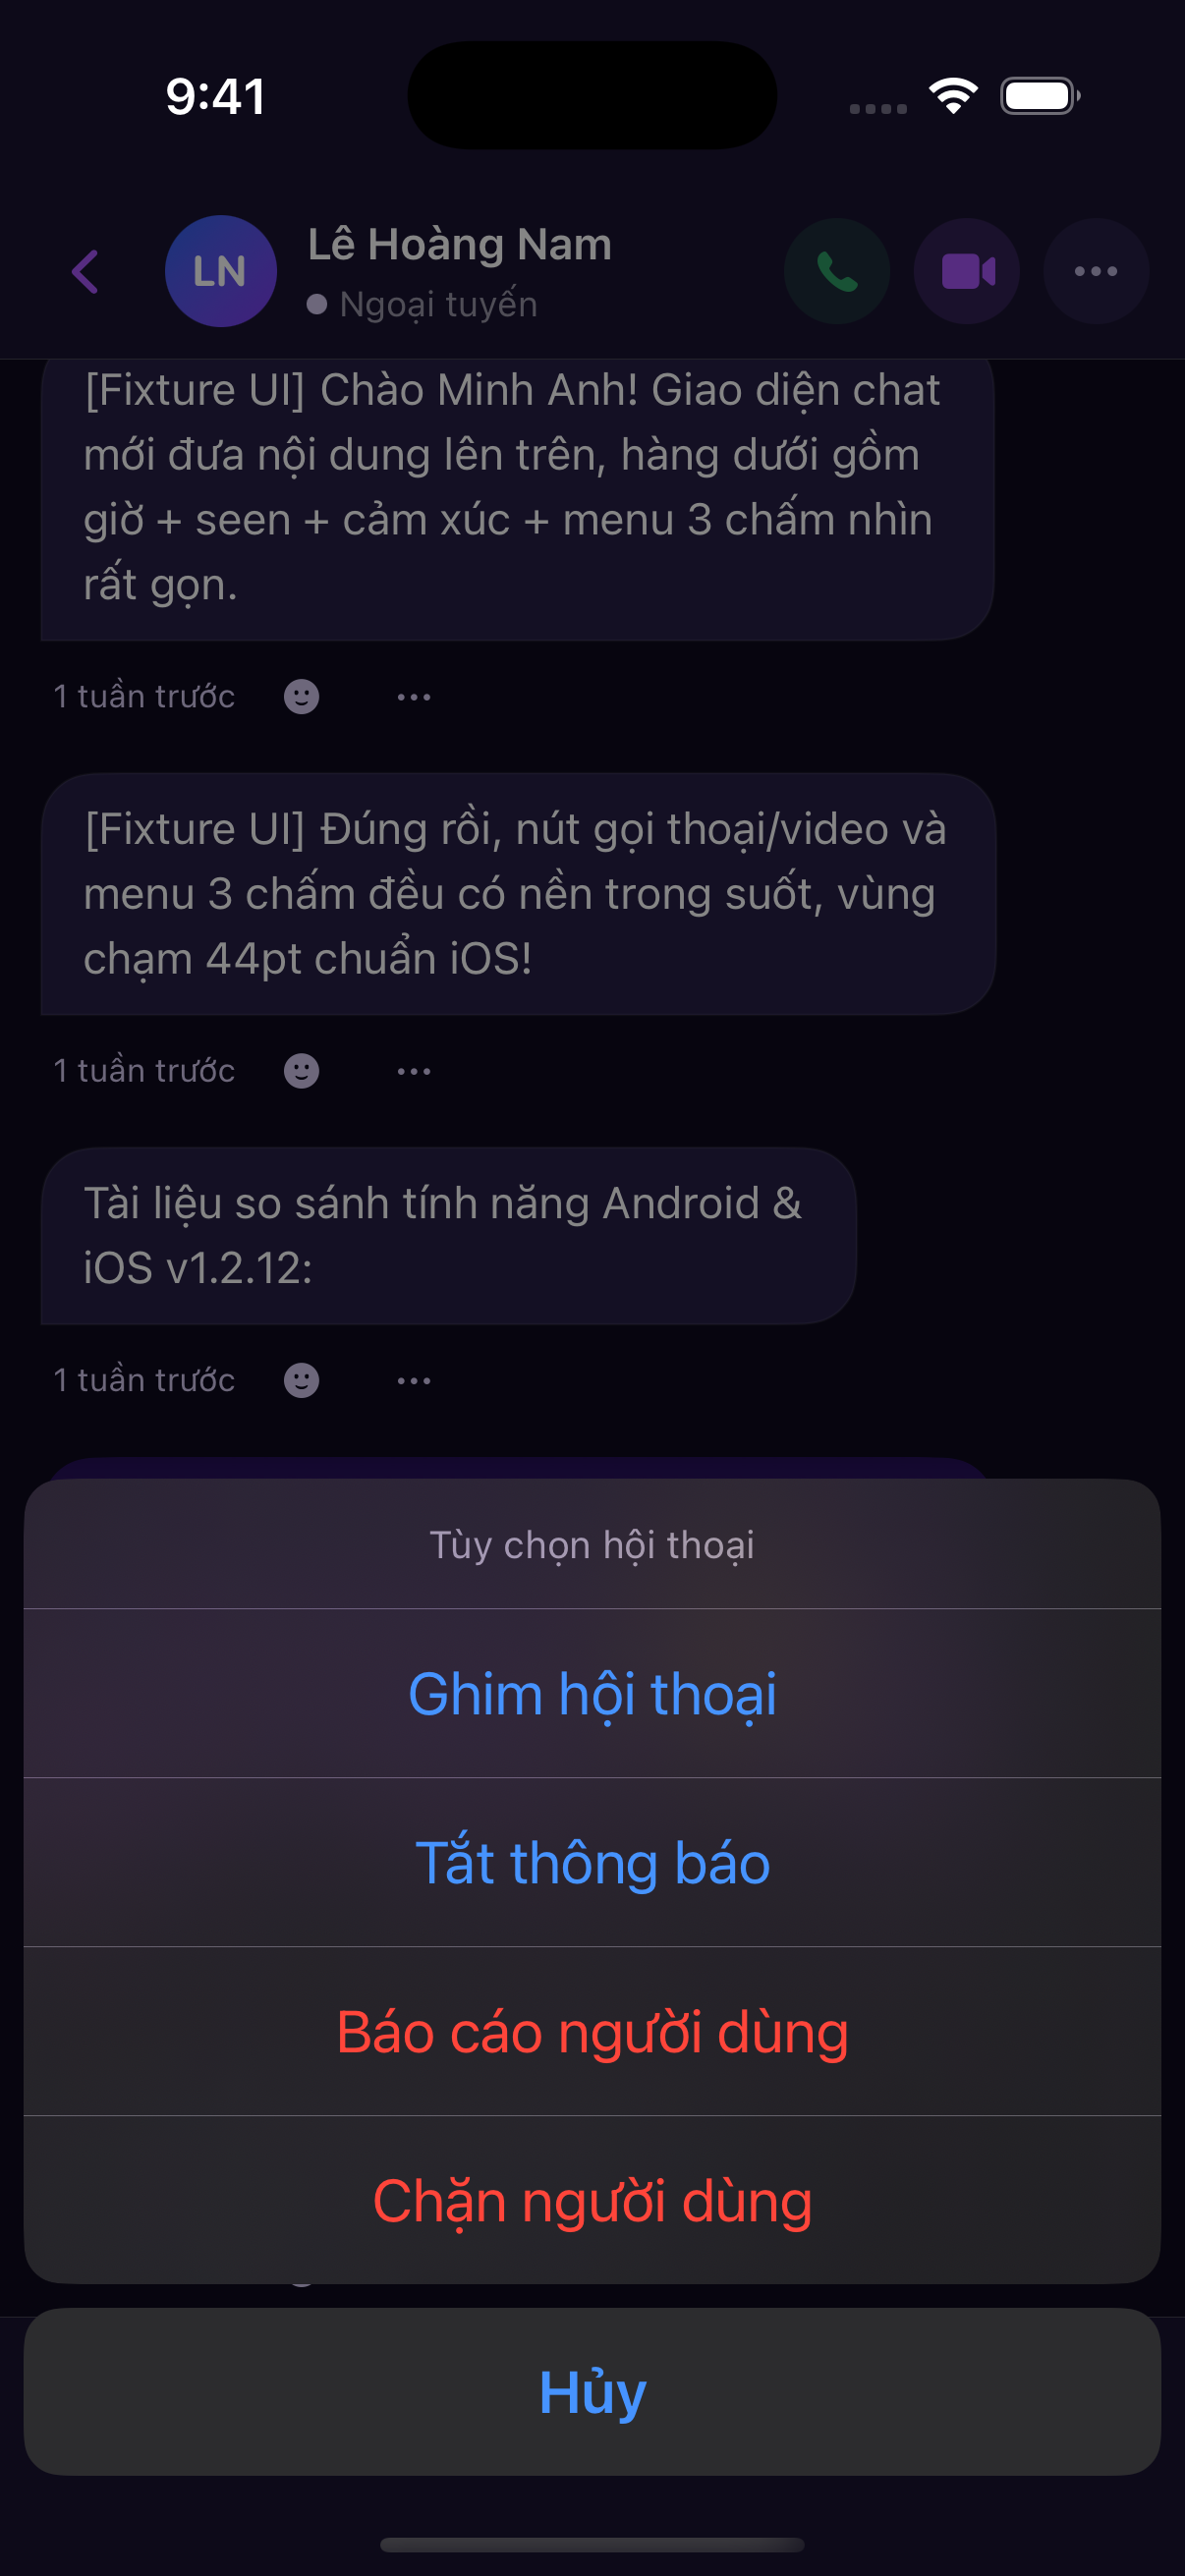 9:41
LN
Lê Hoàng Nam
Ngoại tuyến
[Fixture UI] Chào Minh Anh! Giao diện chat
mới đưa nội dung lên trên, hàng dưới gồm
giờ + seen + cảm xúc + menu 3 chấm nhìn
rất gọn.
1 tuần trước
[Fixture UI] Đúng rồi, nút gọi thoại/video và
menu 3 chấm đều có nền trong suốt, vùng
chạm 44pt chuẩn iOS!
1 tuần trước
Tài liệu so sánh tính năng Android &
iOS v1.2.12:
1 tuần trước
Tùy chọn hội thoại
Ghim hội thoại
Tắt thông báo
Báo cáo người dùng
Chặn người dùng
Hủy